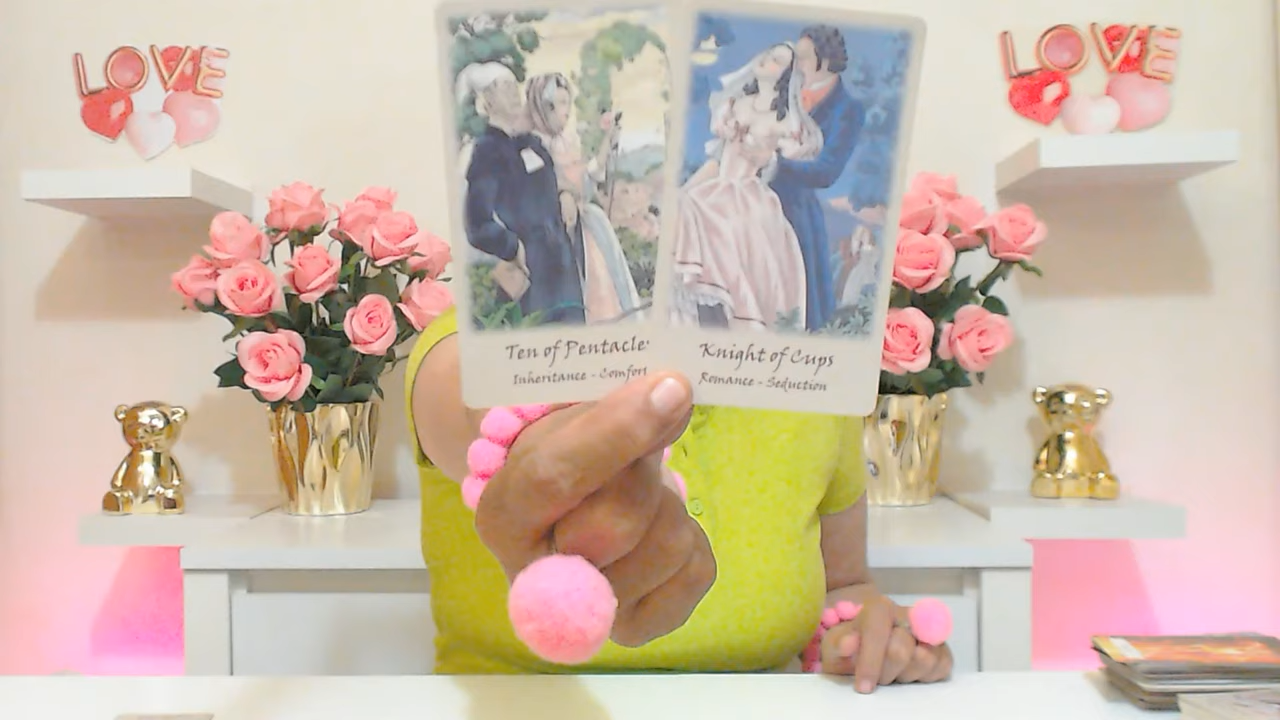 LOVE
LOVE
Ten of Pentacle
Inheritance - Comfort
Knight of Cups
Romance - Seduction